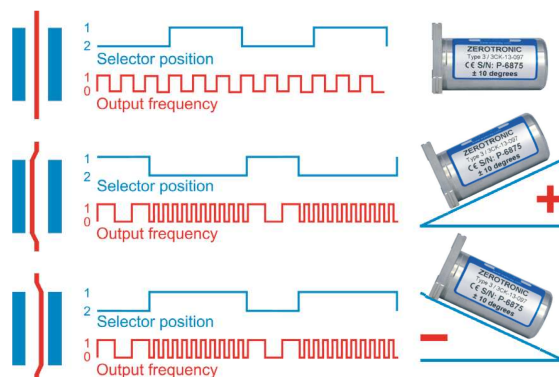 1
2
Selector position
1
0
Output frequency
ZEROTRONIC
Type 3 / 3CK-13-097
CE S/N: P-6875
± 10 degrees
1
2
Selector position
1
0
Output frequency
ZEROTRONIC
Type 3 / 3CK-13-097
CE S/N: P-6875
± 10 degrees
+
1
2
Selector position
1
0
Output frequency
ZEROTRONIC
Type 3 / 3CK-13-097
CE S/N: P-6875
± 10 degrees
−